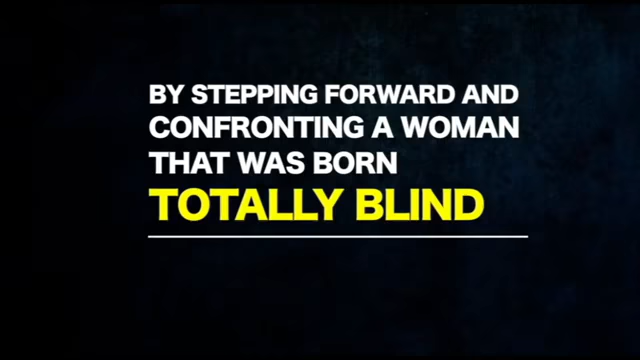 BY STEPPING FORWARD AND
CONFRONTING A WOMAN
THAT WAS BORN
TOTALLY BLIND